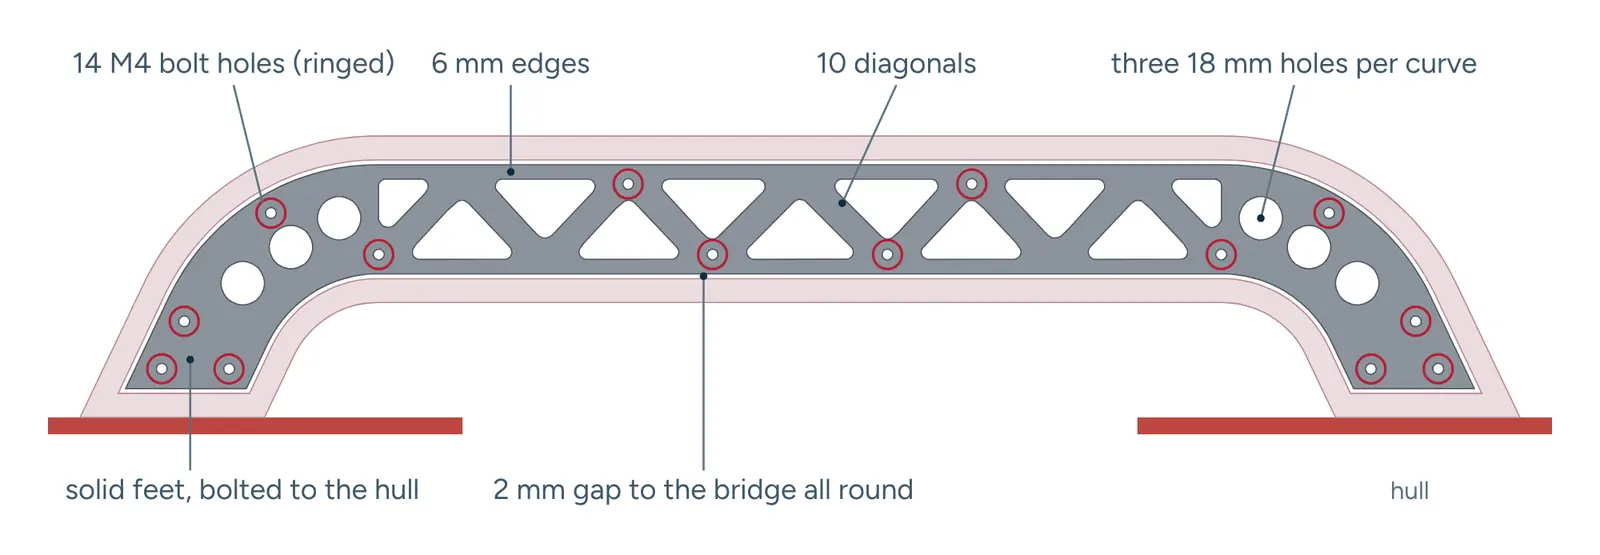 14 M4 bolt holes (ringed)
6 mm edges
10 diagonals
three 18 mm holes per curve
solid feet, bolted to the hull
2 mm gap to the bridge all round
hull